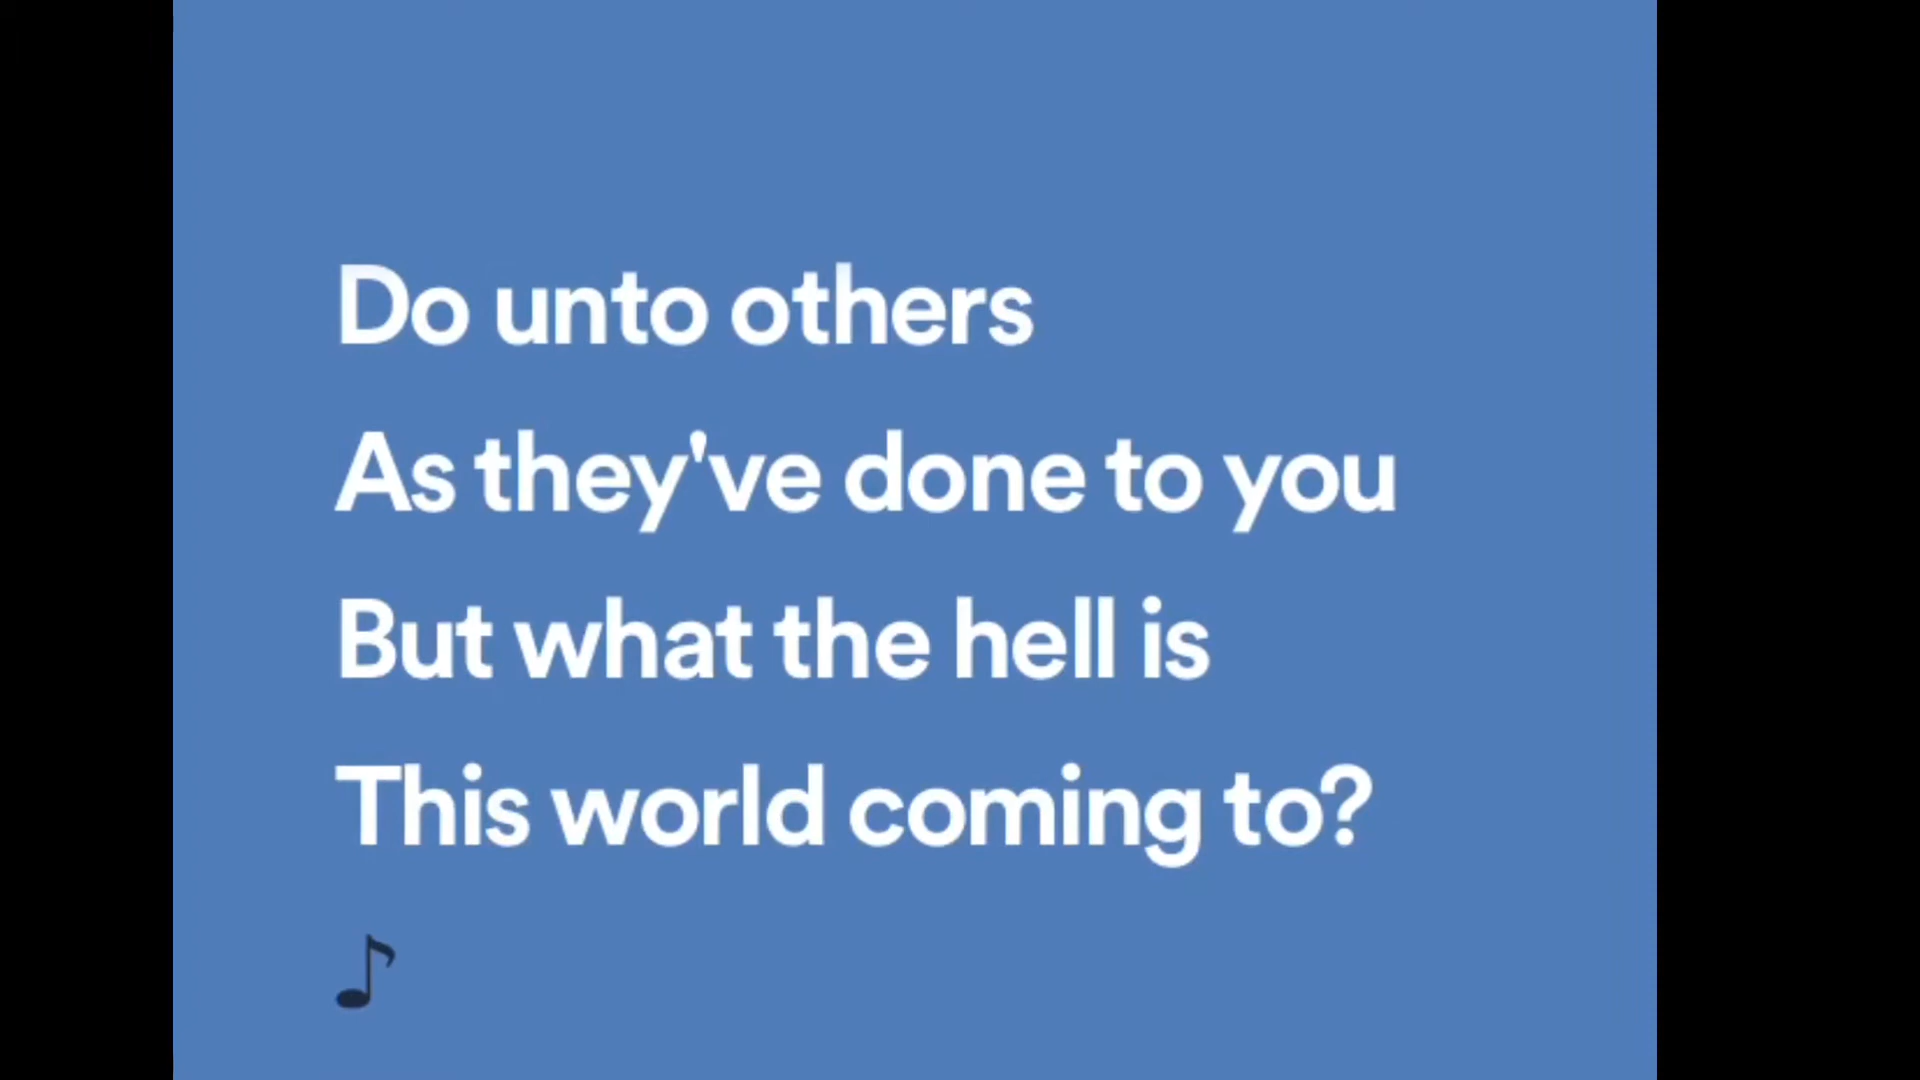 Do unto others
As they've done to you
But what the hell is
This world coming to?
♪